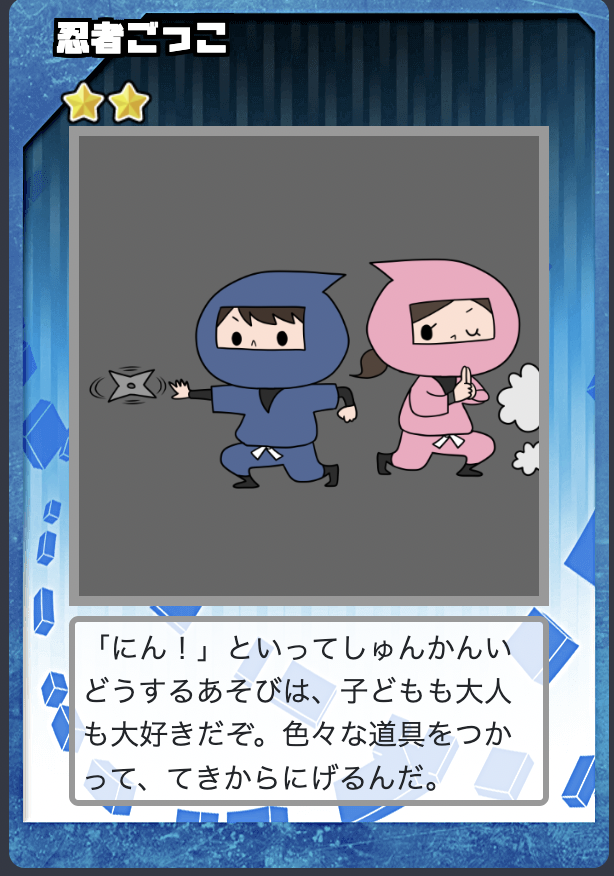 忍者ごっこ
「にん！」といってしゅんかんい
どうするあそびは、子どもも大人
も大好きだぞ。色々な道具をつか
って、てきからにげるんだ。